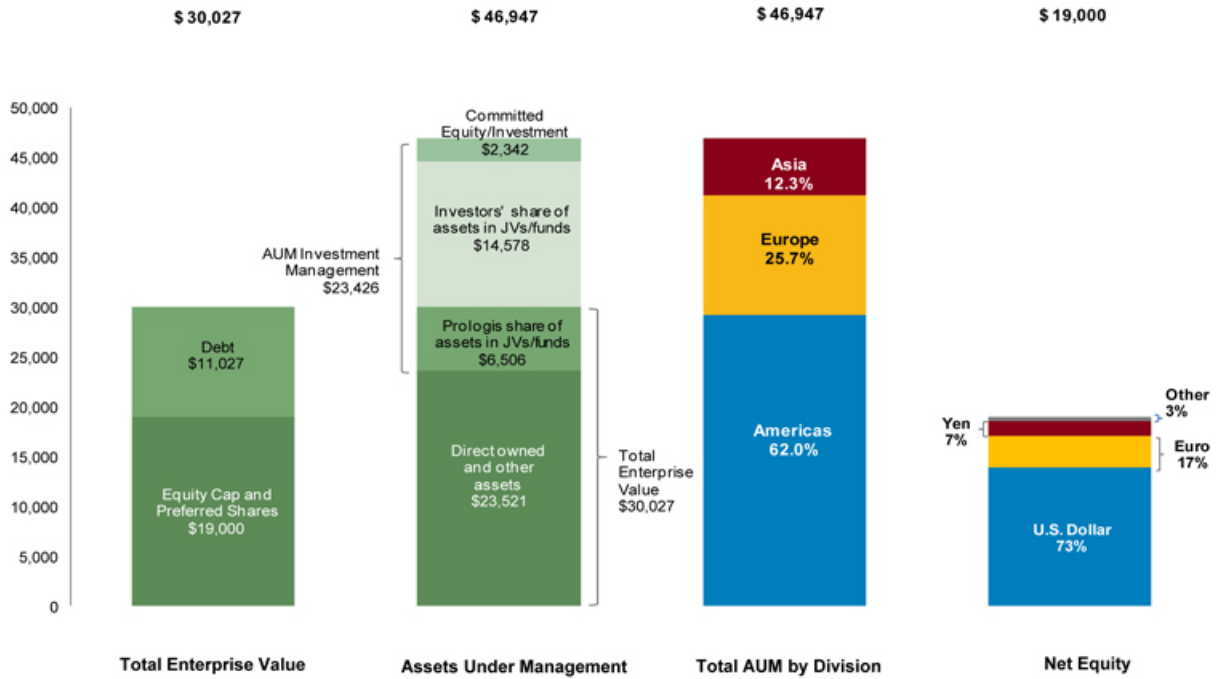 $ 30,027
$ 46,947
$ 46,947
$ 19,000
50,000
45,000
40,000
35,000
30,000
25,000
20,000
15,000
10,000
5,000
0
Debt
$11,027
Equity Cap and
Preferred Shares
$19,000
AUM Investment
Management
$23,426
Committed
Equity/Investment
$2,342
Investors' share of
assets in JVs/funds
$14,578
Prologis share of
assets in JVs/funds
$6,506
Direct owned
and other
assets
$23,521
Total
Enterprise
Value
$30,027
Asia
12.3%
Europe
25.7%
Americas
62.0%
Other
3%
Yen
7%
Euro
17%
U.S. Dollar
73%
Total Enterprise Value
Assets Under Management
Total AUM by Division
Net Equity